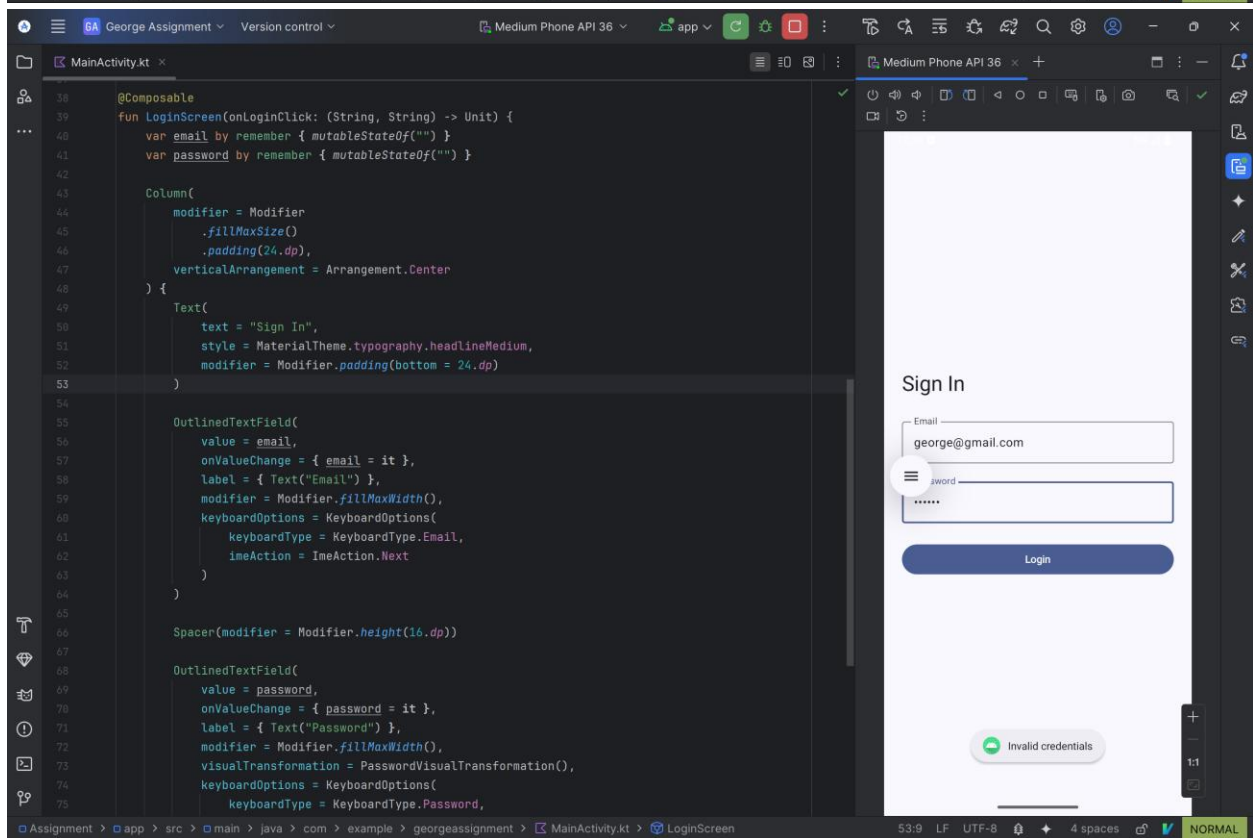 GA George Assignment Version control Medium Phone API 36 app
MainActivity.kt
Medium Phone API 36
38 @Composable
39 fun LoginScreen(onLoginClick: (String, String) -> Unit) {
40 var email by remember { mutableStateOf("") }
41 var password by remember { mutableStateOf("") }
42
43 Column(
44 modifier = Modifier
45 .fillMaxSize()
46 .padding(24.dp),
47 verticalArrangement = Arrangement.Center
48 ) {
49 Text(
50 text = "Sign In",
51 style = MaterialTheme.typography.headlineMedium,
52 modifier = Modifier.padding(bottom = 24.dp)
53 )
54
55 OutlinedTextField(
56 value = email,
57 onValueChange = { email = it },
58 label = { Text("Email") },
59 modifier = Modifier.fillMaxWidth(),
60 keyboardOptions = KeyboardOptions(
61 keyboardType = KeyboardType.Email,
62 imeAction = ImeAction.Next
63 )
64 )
65
66 Spacer(modifier = Modifier.height(16.dp))
67
68 OutlinedTextField(
69 value = password,
70 onValueChange = { password = it },
71 label = { Text("Password") },
72 modifier = Modifier.fillMaxWidth(),
73 visualTransformation = PasswordVisualTransformation(),
74 keyboardOptions = KeyboardOptions(
75 keyboardType = KeyboardType.Password,
Sign In
Email
george@gmail.com
sword
••••••
Login
Invalid credentials
1:1
Assignment > app > src > main > java > com > example > georgeassignment > MainActivity.kt > LoginScreen
53:9 LF UTF-8 4 spaces NORMAL